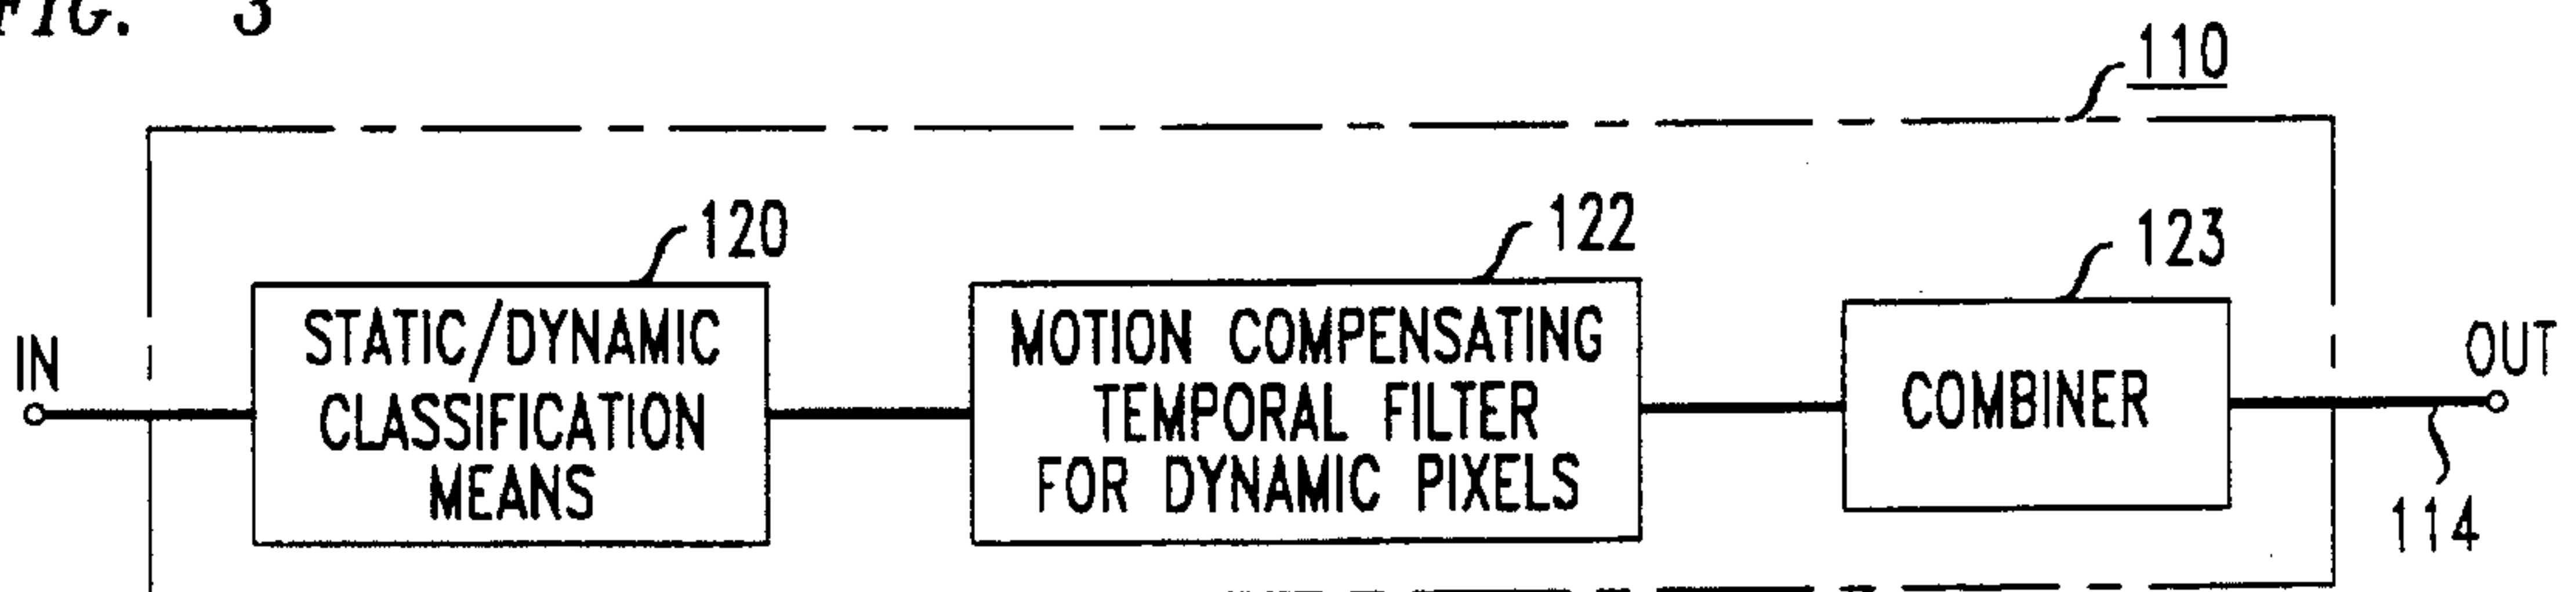 FIG. 3
110
120
122
123
IN
STATIC/DYNAMIC
CLASSIFICATION
MEANS
MOTION COMPENSATING
TEMPORAL FILTER
FOR DYNAMIC PIXELS
COMBINER
OUT
114